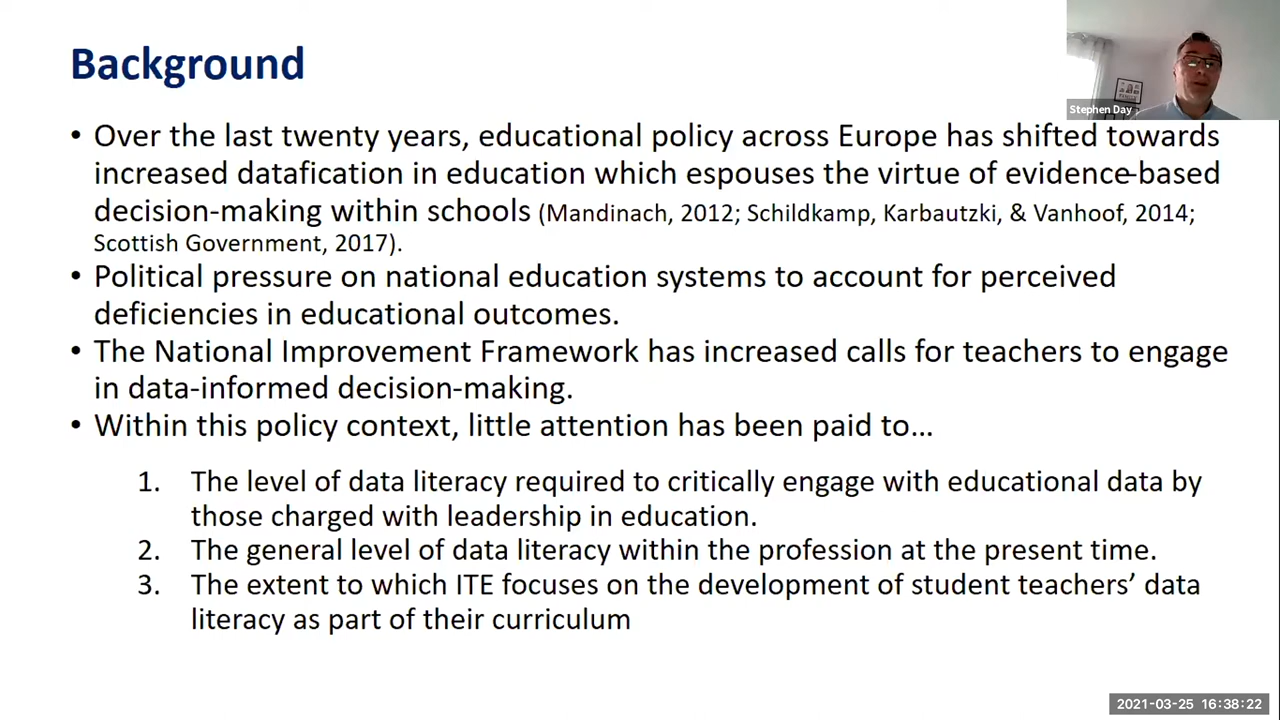 Background
Stephen Day
• Over the last twenty years, educational policy across Europe has shifted towards
increased datafication in education which espouses the virtue of evidence-based
decision-making within schools (Mandinach, 2012; Schildkamp, Karbautzki, & Vanhoof, 2014;
Scottish Government, 2017).
• Political pressure on national education systems to account for perceived
deficiencies in educational outcomes.
• The National Improvement Framework has increased calls for teachers to engage
in data-informed decision-making.
• Within this policy context, little attention has been paid to…
1. The level of data literacy required to critically engage with educational data by
those charged with leadership in education.
2. The general level of data literacy within the profession at the present time.
3. The extent to which ITE focuses on the development of student teachers’ data
literacy as part of their curriculum
2021-03-25 16:38:22